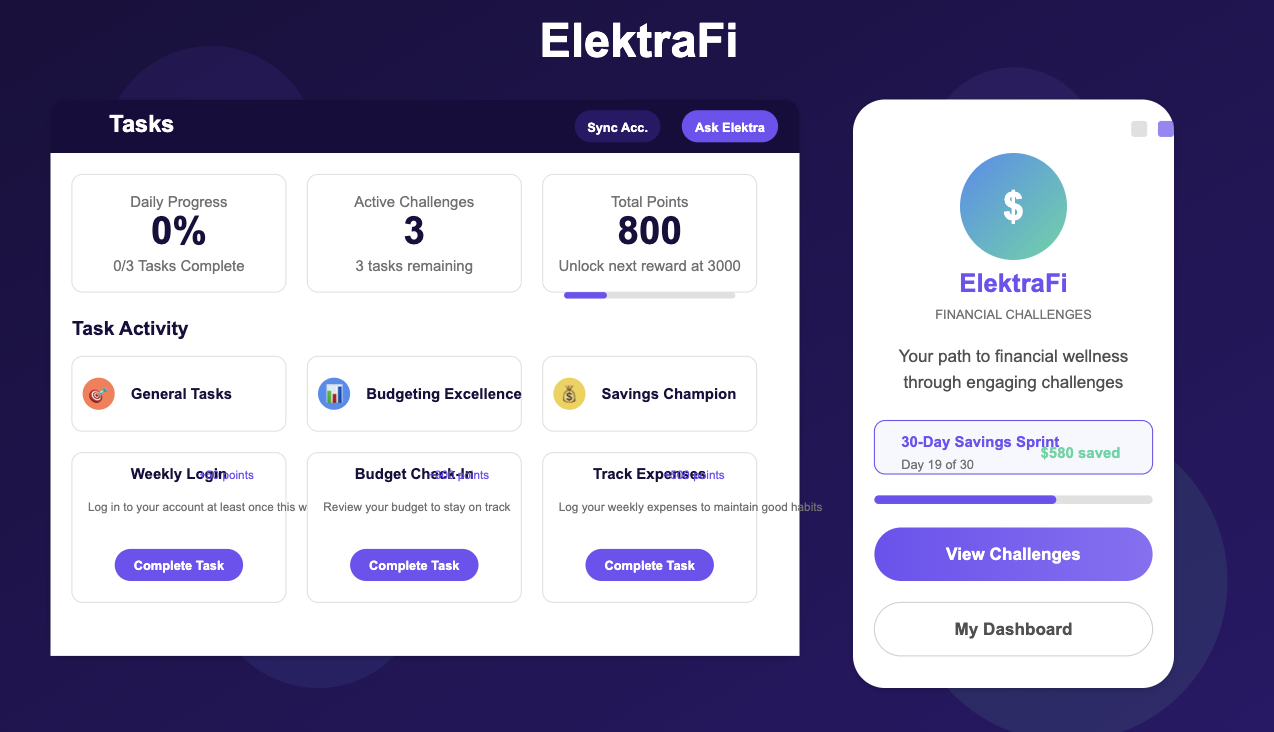 ElektraFi
Tasks
Sync Acc.
Ask Elektra
Daily Progress
0%
0/3 Tasks Complete
Active Challenges
3
3 tasks remaining
Total Points
800
Unlock next reward at 3000
Task Activity
General Tasks
Budgeting Excellence
Savings Champion
Weekly Login
points
Log in to your account at least once this w
Complete Task
Budget Check-In
points
Review your budget to stay on track
Complete Task
Track Expenses
points
Log your weekly expenses to maintain good habits
Complete Task
$
ElektraFi
FINANCIAL CHALLENGES
Your path to financial wellness
through engaging challenges
30-Day Savings Sprint
$580 saved
Day 19 of 30
View Challenges
My Dashboard